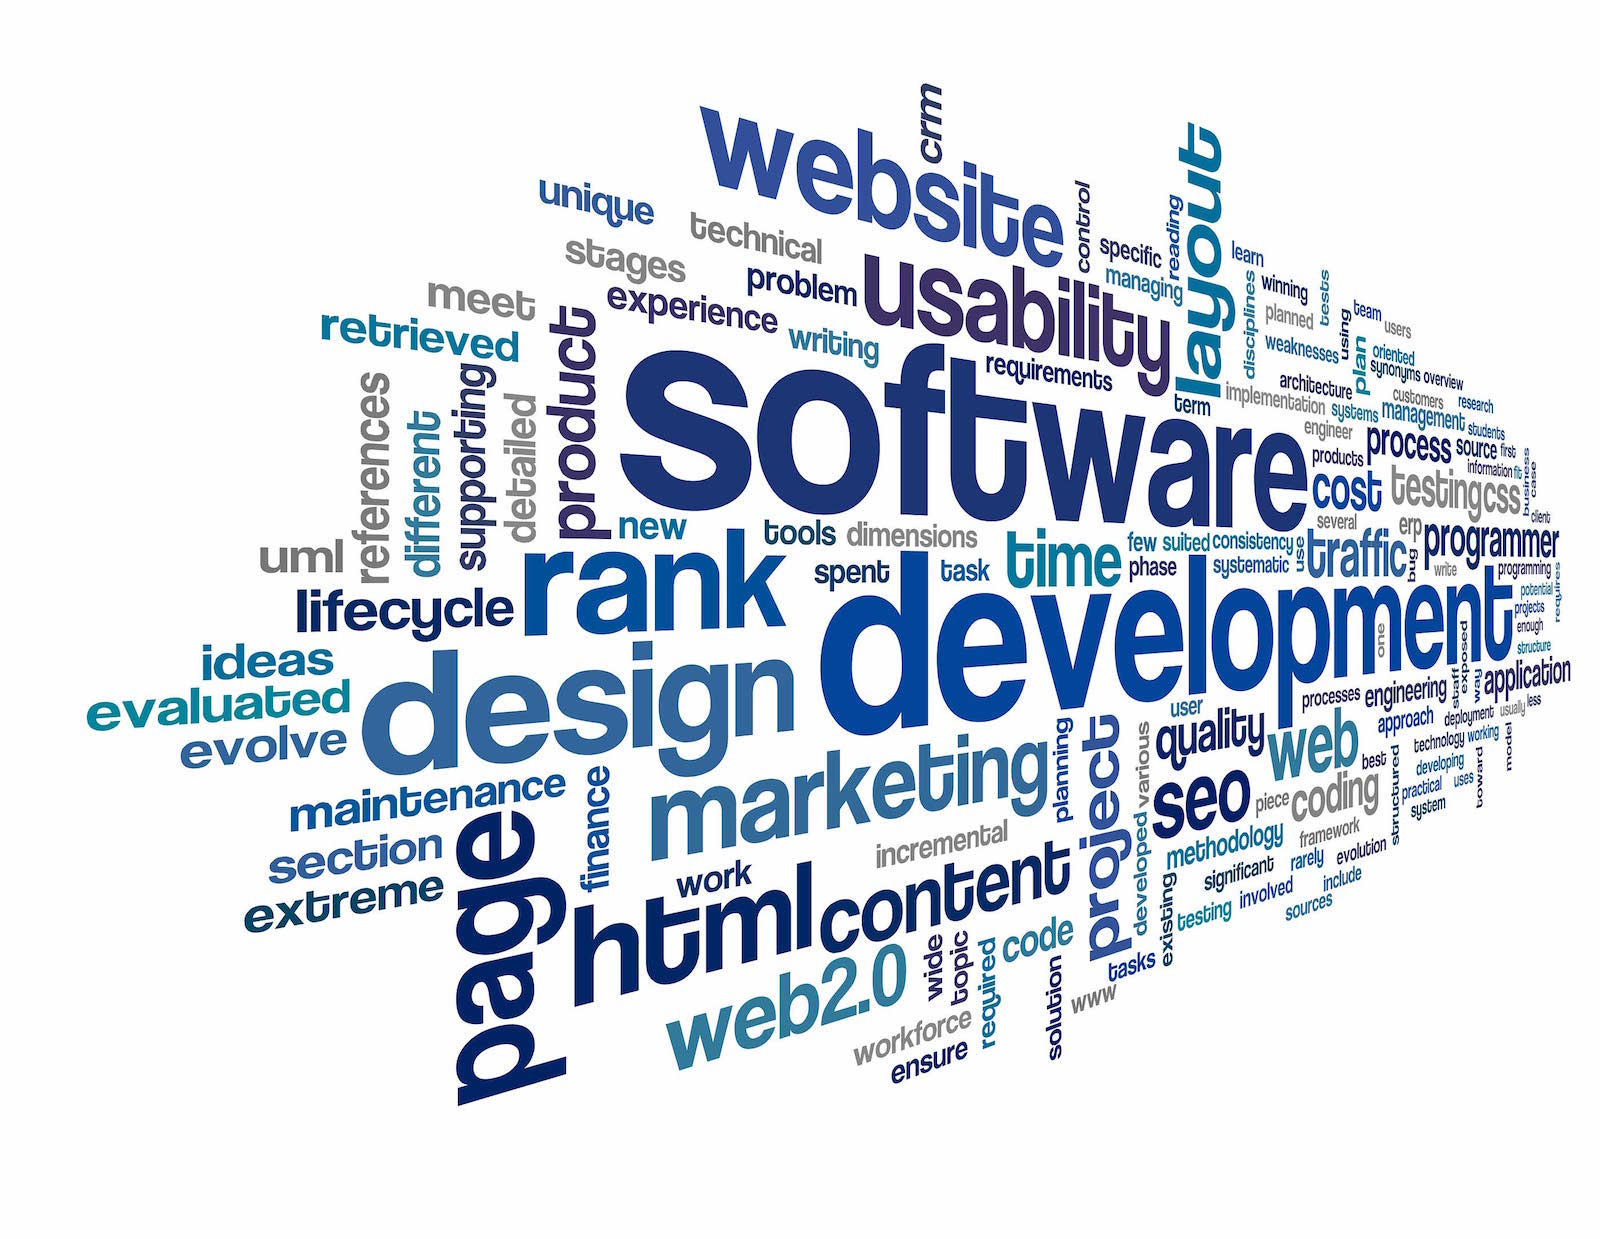 crm
website
layout
unique
technical
control
reading
specific
learn
stages
problem
usability
managing
disciplines
winning
tests
meet
experience
planned
using
team
users
retrieved
product
writing
requirements
weaknesses
plan
oriented
synonyms
overview
references
different
supporting
detailed
software
term
implementation
architecture
systems
customers
management
research
students
engineer
process
source
first
products
information
fit
business
case
cost
testing
css
client
new
tools
dimensions
several
erp
programmer
uml
rank
spent
task
time
few
suited
consistency
phase
systematic
use
traffic
bug
write
programming
potential
requires
lifecycle
development
one
projects
enough
exposed
structure
ideas
design
staff
way
application
evaluated
evolve
user
processes
engineering
approach
deployment
usually
less
marketing
planning
project
various
quality
web
best
technology
working
model
maintenance
finance
developed
seo
piece
coding
structured
developing
practical
uses
toward
system
section
page
incremental
methodology
framework
extreme
work
html
content
significant
rarely
evolution
existing
testing
involved
include
sources
web2.0
wide
topic
required
code
solution
tasks
www
workforce
ensure